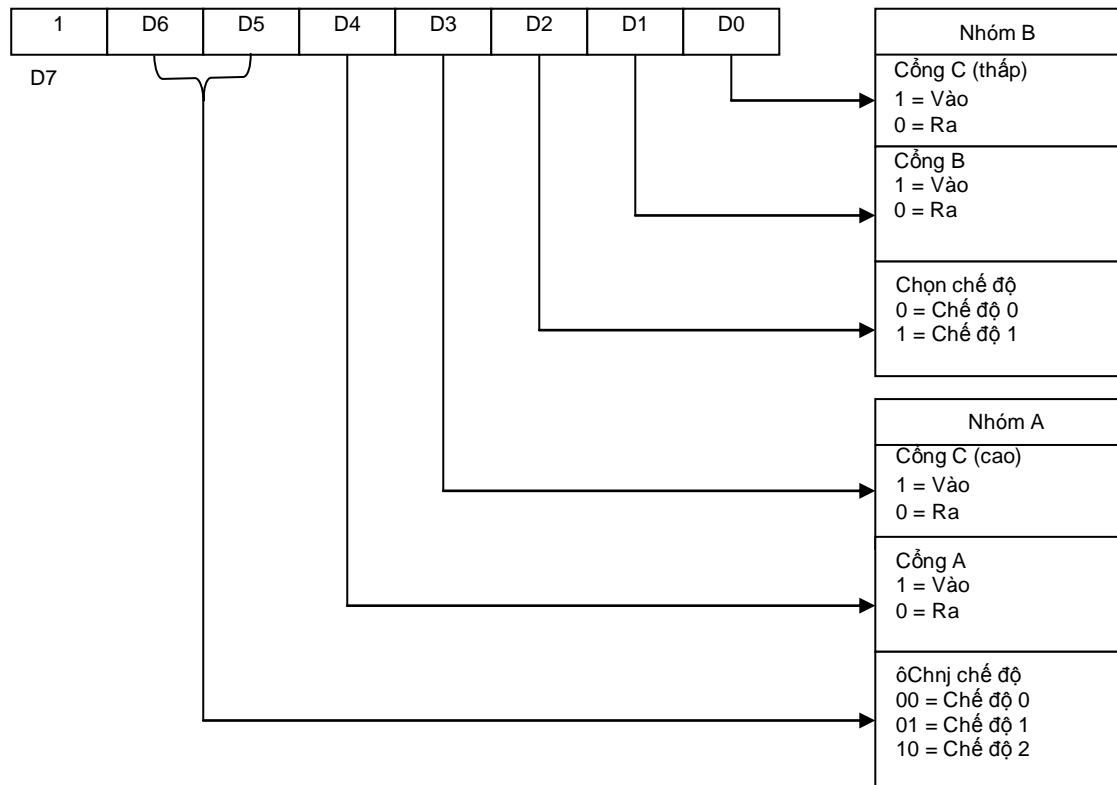 1 D6 D5 D4 D3 D2 D1 D0
D7
Nhóm B
Cổng C (thấp)
1 = Vào
0 = Ra
Cổng B
1 = Vào
0 = Ra
Chọn chế độ
0 = Chế độ 0
1 = Chế độ 1
Nhóm A
Cổng C (cao)
1 = Vào
0 = Ra
Cổng A
1 = Vào
0 = Ra
ôChnj chế độ
00 = Chế độ 0
01 = Chế độ 1
10 = Chế độ 2